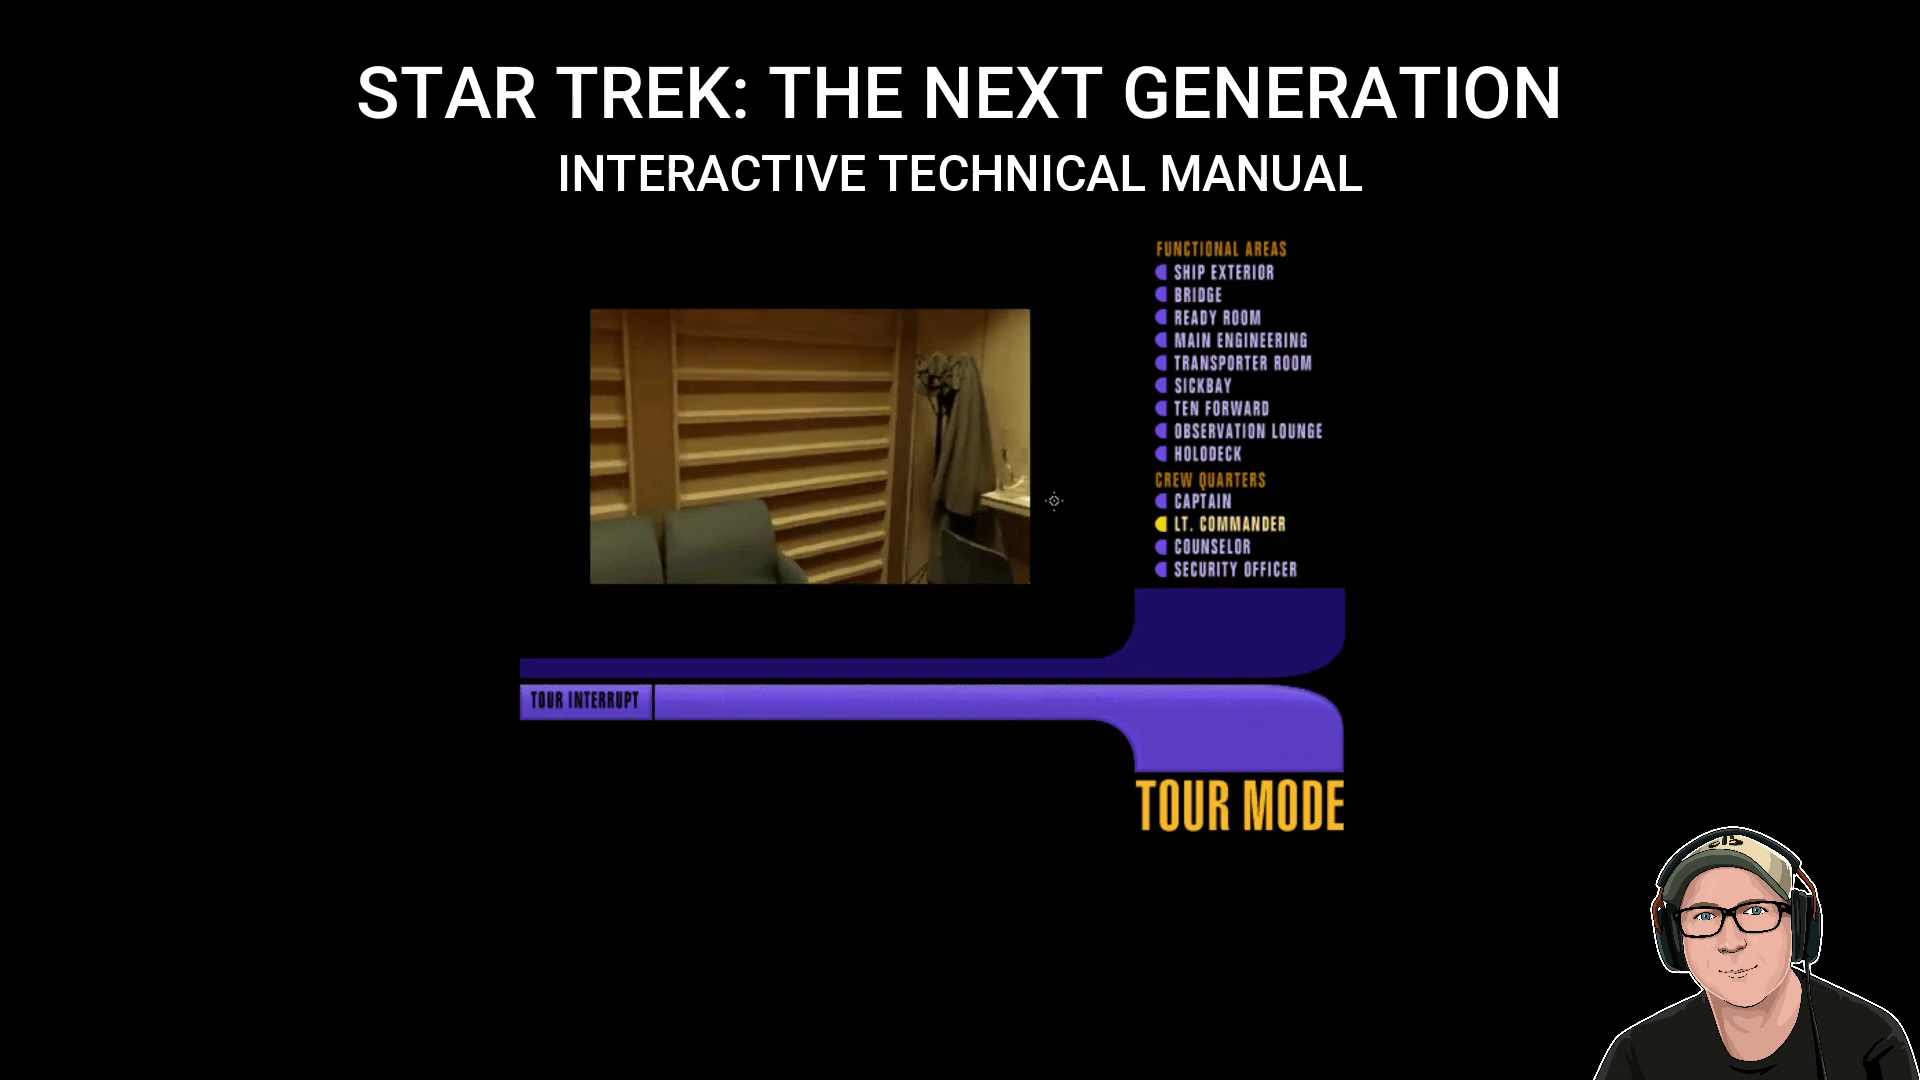 STAR TREK: THE NEXT GENERATION
INTERACTIVE TECHNICAL MANUAL
FUNCTIONAL AREAS
SHIP EXTERIOR
BRIDGE
READY ROOM
MAIN ENGINEERING
TRANSPORTER ROOM
SICKBAY
TEN FORWARD
OBSERVATION LOUNGE
HOLODECK
CREW QUARTERS
CAPTAIN
LT. COMMANDER
COUNSELOR
SECURITY OFFICER
TOUR INTERRUPT
TOUR MODE